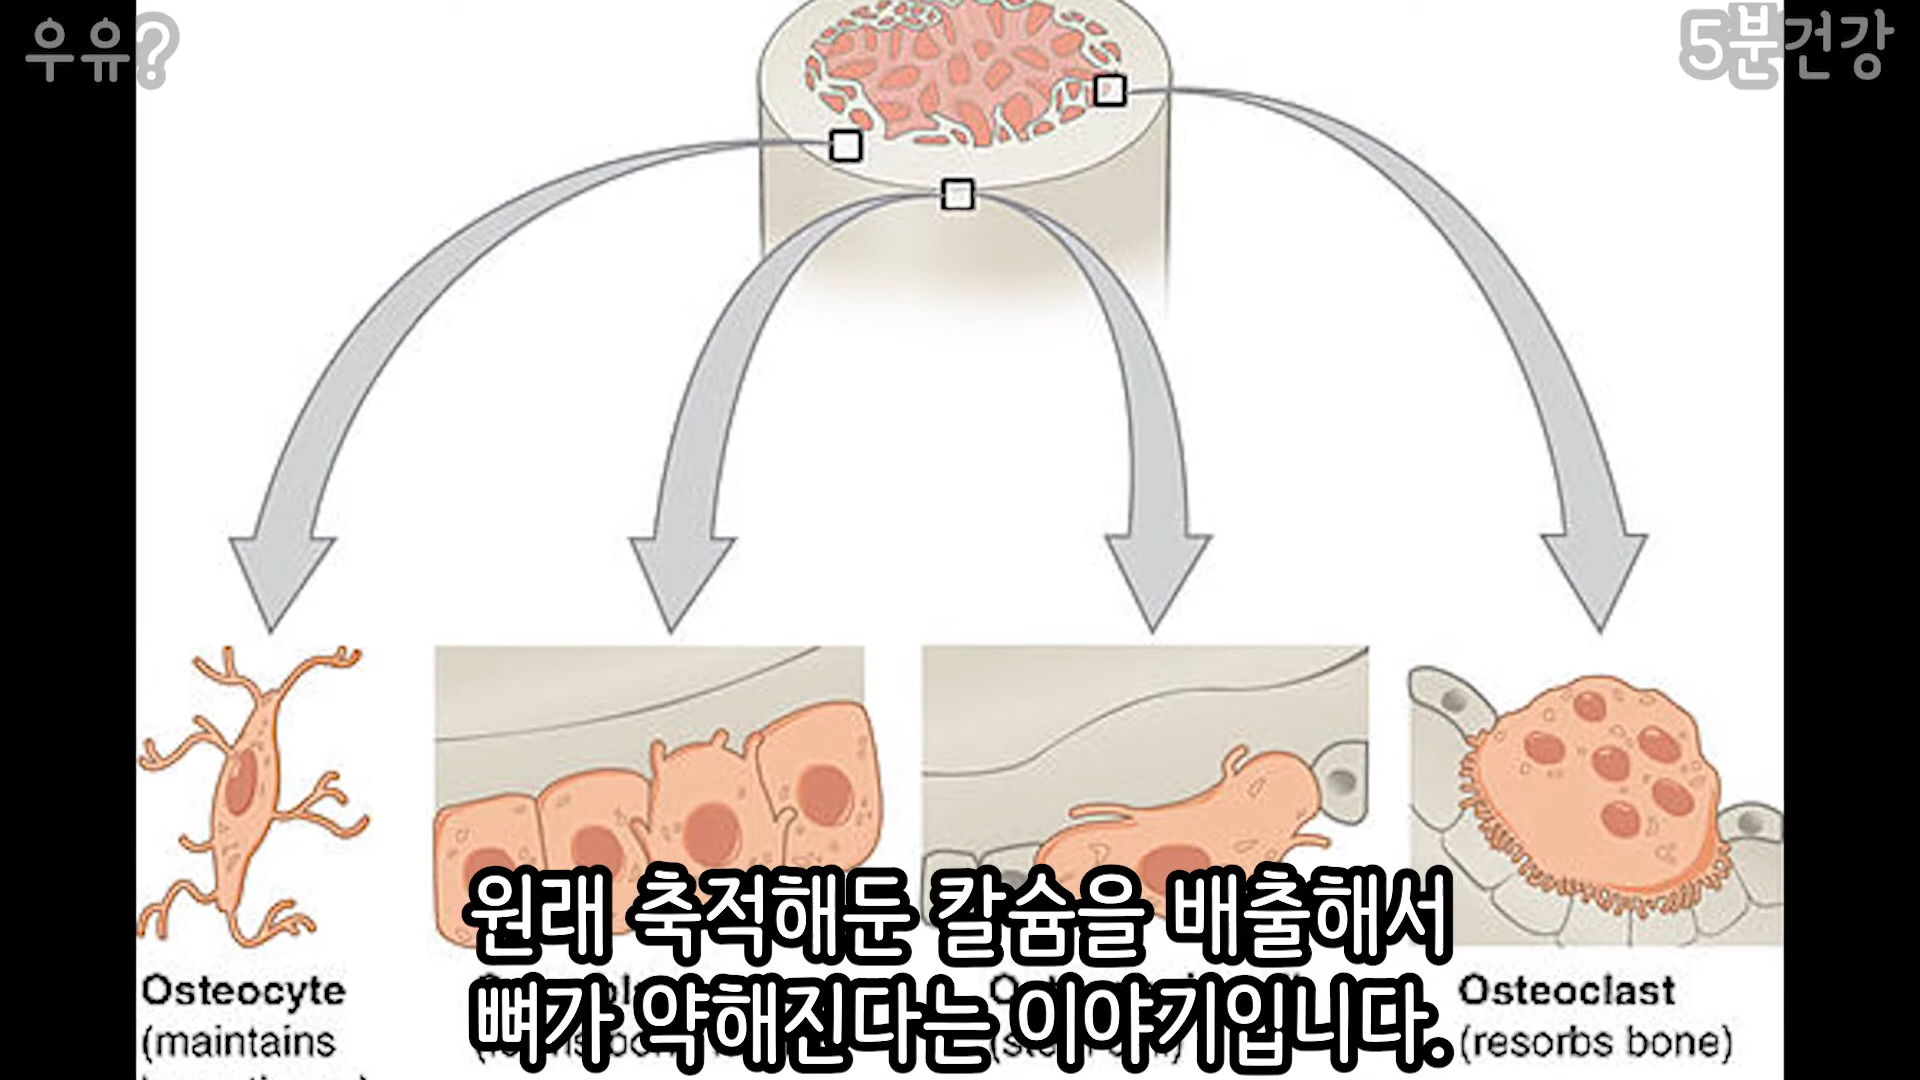 우유?
5분건강
원래 축적해둔 칼슘을 배출해서
뼈가 약해진다는 이야기입니다.
Osteocyte
(maintains
Osteoclast
(resorbs bone)